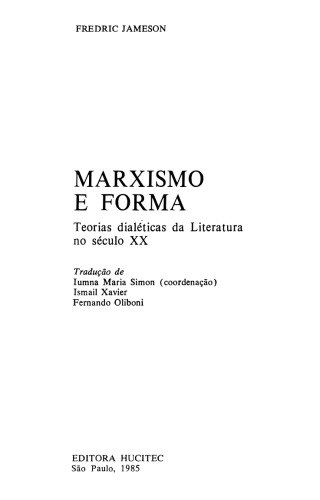 FREDRIC JAMESON
MARXISMO
E FORMA
Teorias dialéticas da Literatura
no século XX
Tradução de
Iumna Maria Simon (coordenação)
Ismail Xavier
Fernando Oliboni
EDITORA HUCITEC
São Paulo, 1985